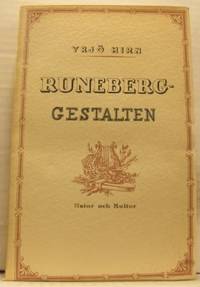 YRJÖ HIRN
RUNEBERG-
GESTALTEN
Natur och Kultur